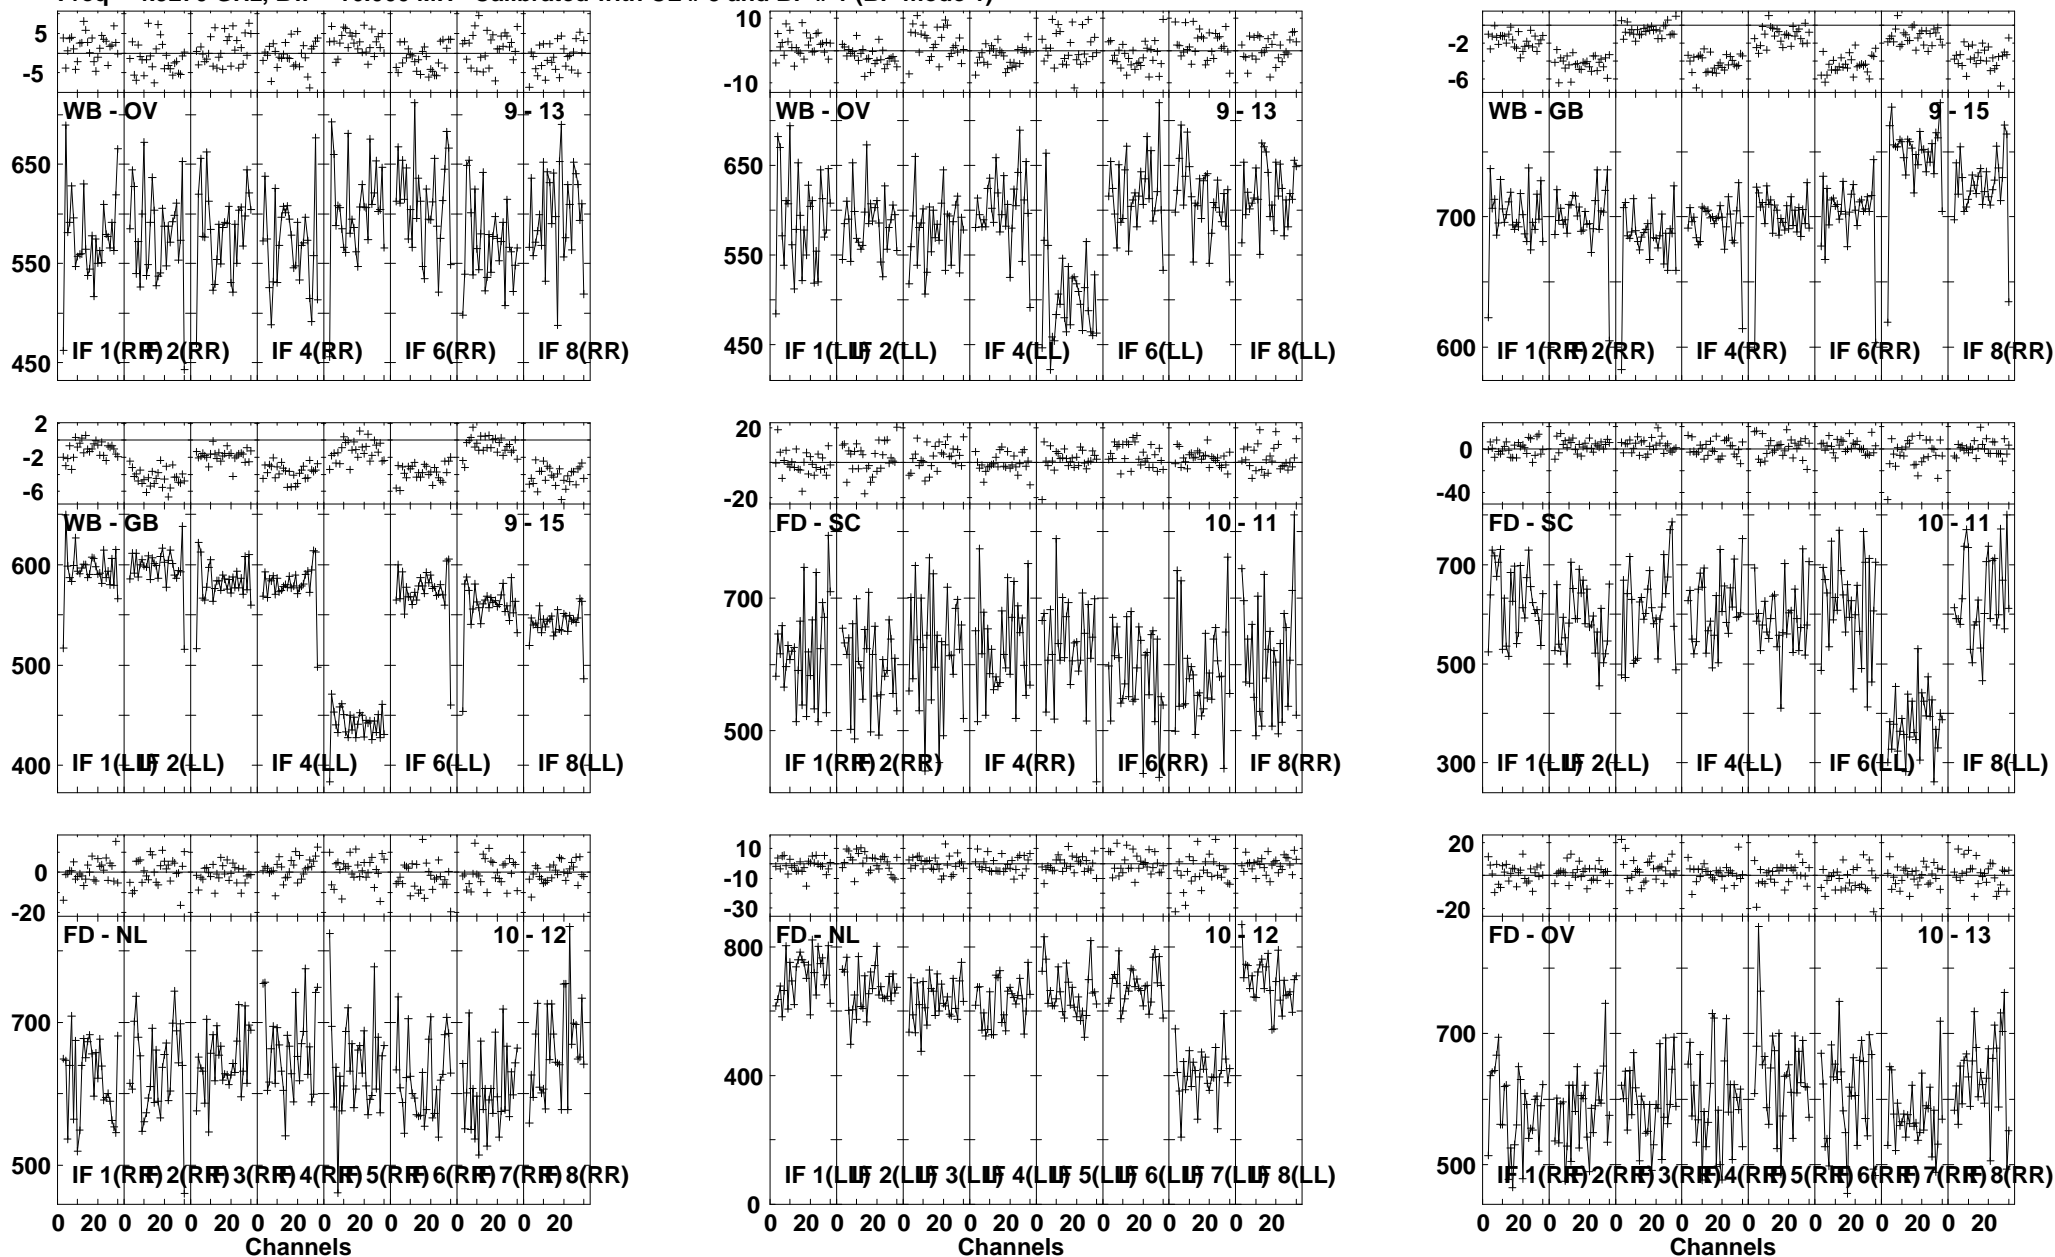 5
-5
WB - OV
9 - 13
650
550
450
IF 1(RR)
IF 2(RR)
IF 4(RR)
IF 6(RR)
IF 8(RR)
10
-10
WB - OV
9 - 13
650
550
450
IF 1(LL)
IF 2(LL)
IF 4(LL)
IF 6(LL)
IF 8(LL)
-2
-6
WB - GB
9 - 15
700
600
IF 1(RR)
IF 2(RR)
IF 4(RR)
IF 6(RR)
IF 8(RR)
2
-2
-6
WB - GB
9 - 15
600
500
400
IF 1(LL)
IF 2(LL)
IF 4(LL)
IF 6(LL)
IF 8(LL)
20
0
-20
FD - SC
10 - 11
700
500
IF 1(RR)
IF 2(RR)
IF 4(RR)
IF 6(RR)
IF 8(RR)
0
-40
FD - SC
10 - 11
700
500
300
IF 1(LL)
IF 2(LL)
IF 4(LL)
IF 6(LL)
IF 8(LL)
0
-20
FD - NL
10 - 12
700
500
IF 1(RR)
IF 2(RR)
IF 3(RR)
IF 4(RR)
IF 5(RR)
IF 6(RR)
IF 7(RR)
IF 8(RR)
0 20 0 20 0 20 0 20 0 20 0 20 0 20 0 20
Channels
10
-10
-30
FD - NL
10 - 12
800
400
0
IF 1(LL)
IF 2(LL)
IF 3(LL)
IF 4(LL)
IF 5(LL)
IF 6(LL)
IF 7(LL)
IF 8(LL)
0 20 0 20 0 20 0 20 0 20 0 20 0 20 0 20
Channels
20
0
-20
FD - OV
10 - 13
700
500
IF 1(RR)
IF 2(RR)
IF 3(RR)
IF 4(RR)
IF 5(RR)
IF 6(RR)
IF 7(RR)
IF 8(RR)
0 20 0 20 0 20 0 20 0 20 0 20 0 20 0 20
Channels